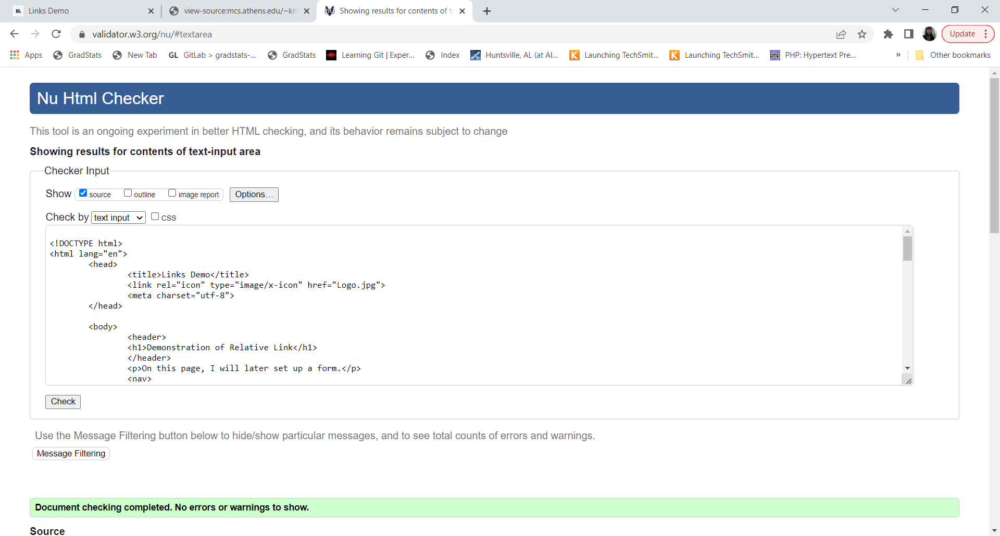 EL Links Demo
view-source:mcs.athens.edu/~km
Showing results for contents of te
validator.w3.org/nu/#textarea
Update
Apps GradStats New Tab GL GitLab > gradstats-... GradStats Learning Git | Exper... Index Huntsville, AL (at Al... K Launching TechSmit... K Launching TechSmit... php PHP: Hypertext Pre... » Other bookmarks
Nu Html Checker
This tool is an ongoing experiment in better HTML checking, and its behavior remains subject to change
Showing results for contents of text-input area
Checker Input
Show source outline image report Options...
Check by text input CSS
<!DOCTYPE html>
<html lang="en">
<head>
<title>Links Demo</title>
<link rel="icon" type="image/x-icon" href="Logo.jpg">
<meta charset="utf-8">
</head>
<body>
<header>
<h1>Demonstration of Relative Link</h1>
</header>
<p>On this page, I will later set up a form.</p>
<nav>
Check
Use the Message Filtering button below to hide/show particular messages, and to see total counts of errors and warnings.
Message Filtering
Document checking completed. No errors or warnings to show.
Source